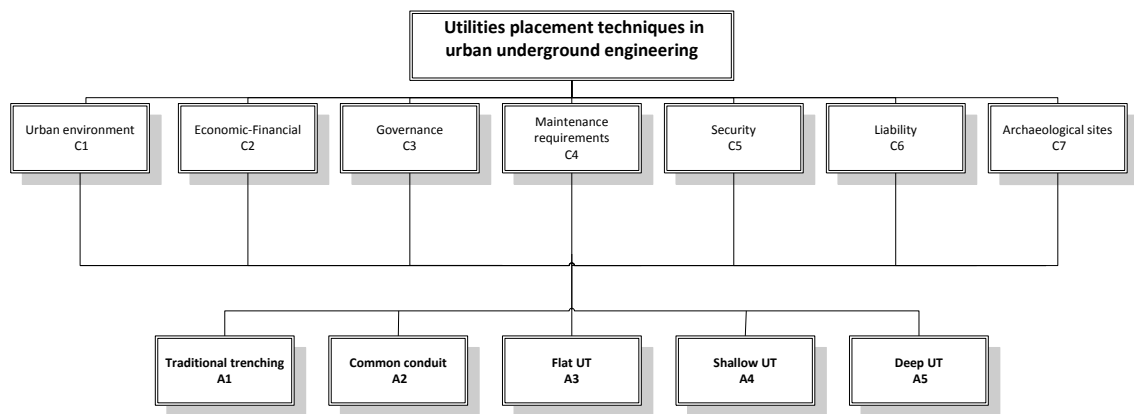 Utilities placement techniques in
urban underground engineering
Urban environment
C1
Economic-Financial
C2
Governance
C3
Maintenance
requirements
C4
Security
C5
Liability
C6
Archaeological sites
C7
Traditional trenching
A1
Common conduit
A2
Flat UT
A3
Shallow UT
A4
Deep UT
A5